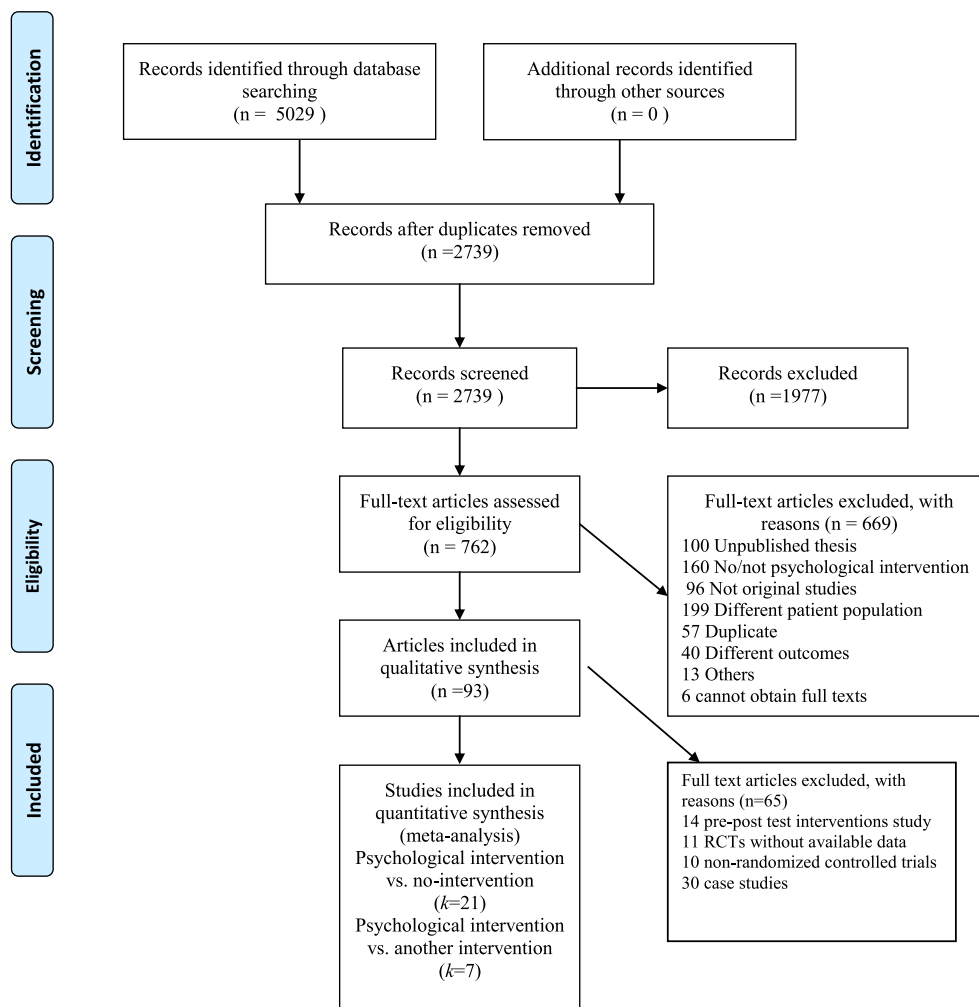 Identification
Records identified through database
searching
(n = 5029 )
Additional records identified
through other sources
(n = 0 )
Screening
Records after duplicates removed
(n =2739)
Records screened
(n = 2739 )
Records excluded
(n =1977)
Eligibility
Full-text articles assessed
for eligibility
(n = 762)
Full-text articles excluded, with
reasons (n = 669)
100 Unpublished thesis
160 No/not psychological intervention
96 Not original studies
199 Different patient population
57 Duplicate
40 Different outcomes
13 Others
6 cannot obtain full texts
Articles included in
qualitative synthesis
(n =93)
Included
Studies included in
quantitative synthesis
(meta-analysis)
Psychological intervention
vs. no-intervention
(k=21)
Psychological intervention
vs. another intervention
(k=7)
Full text articles excluded, with
reasons (n=65)
14 pre-post test interventions study
11 RCTs without available data
10 non-randomized controlled trials
30 case studies